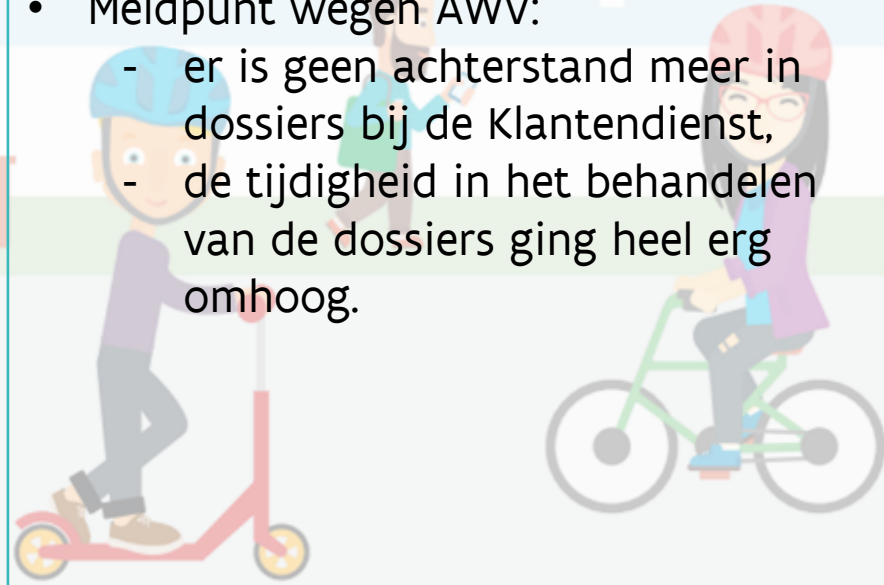 • Meldpunt wegen AWV:
- er is geen achterstand meer in
dossiers bij de Klantendienst,
- de tijdigheid in het behandelen
van de dossiers ging heel erg
omhoog.